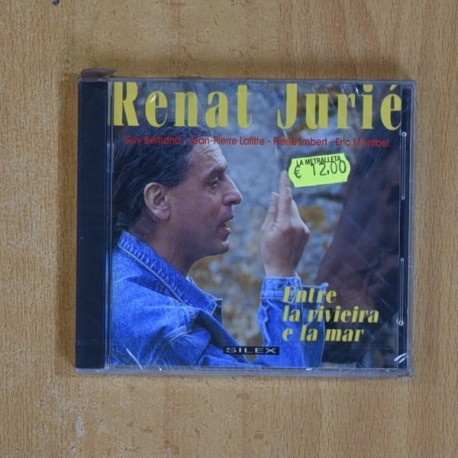 Renat Jurié
Guy Bertrand - Jean-Pierre Lafitte - Pierre Imbert - Eric Montbel
LA METRALLETA
€ 12,00
Entre
la rivieira
e la mar
SILEX